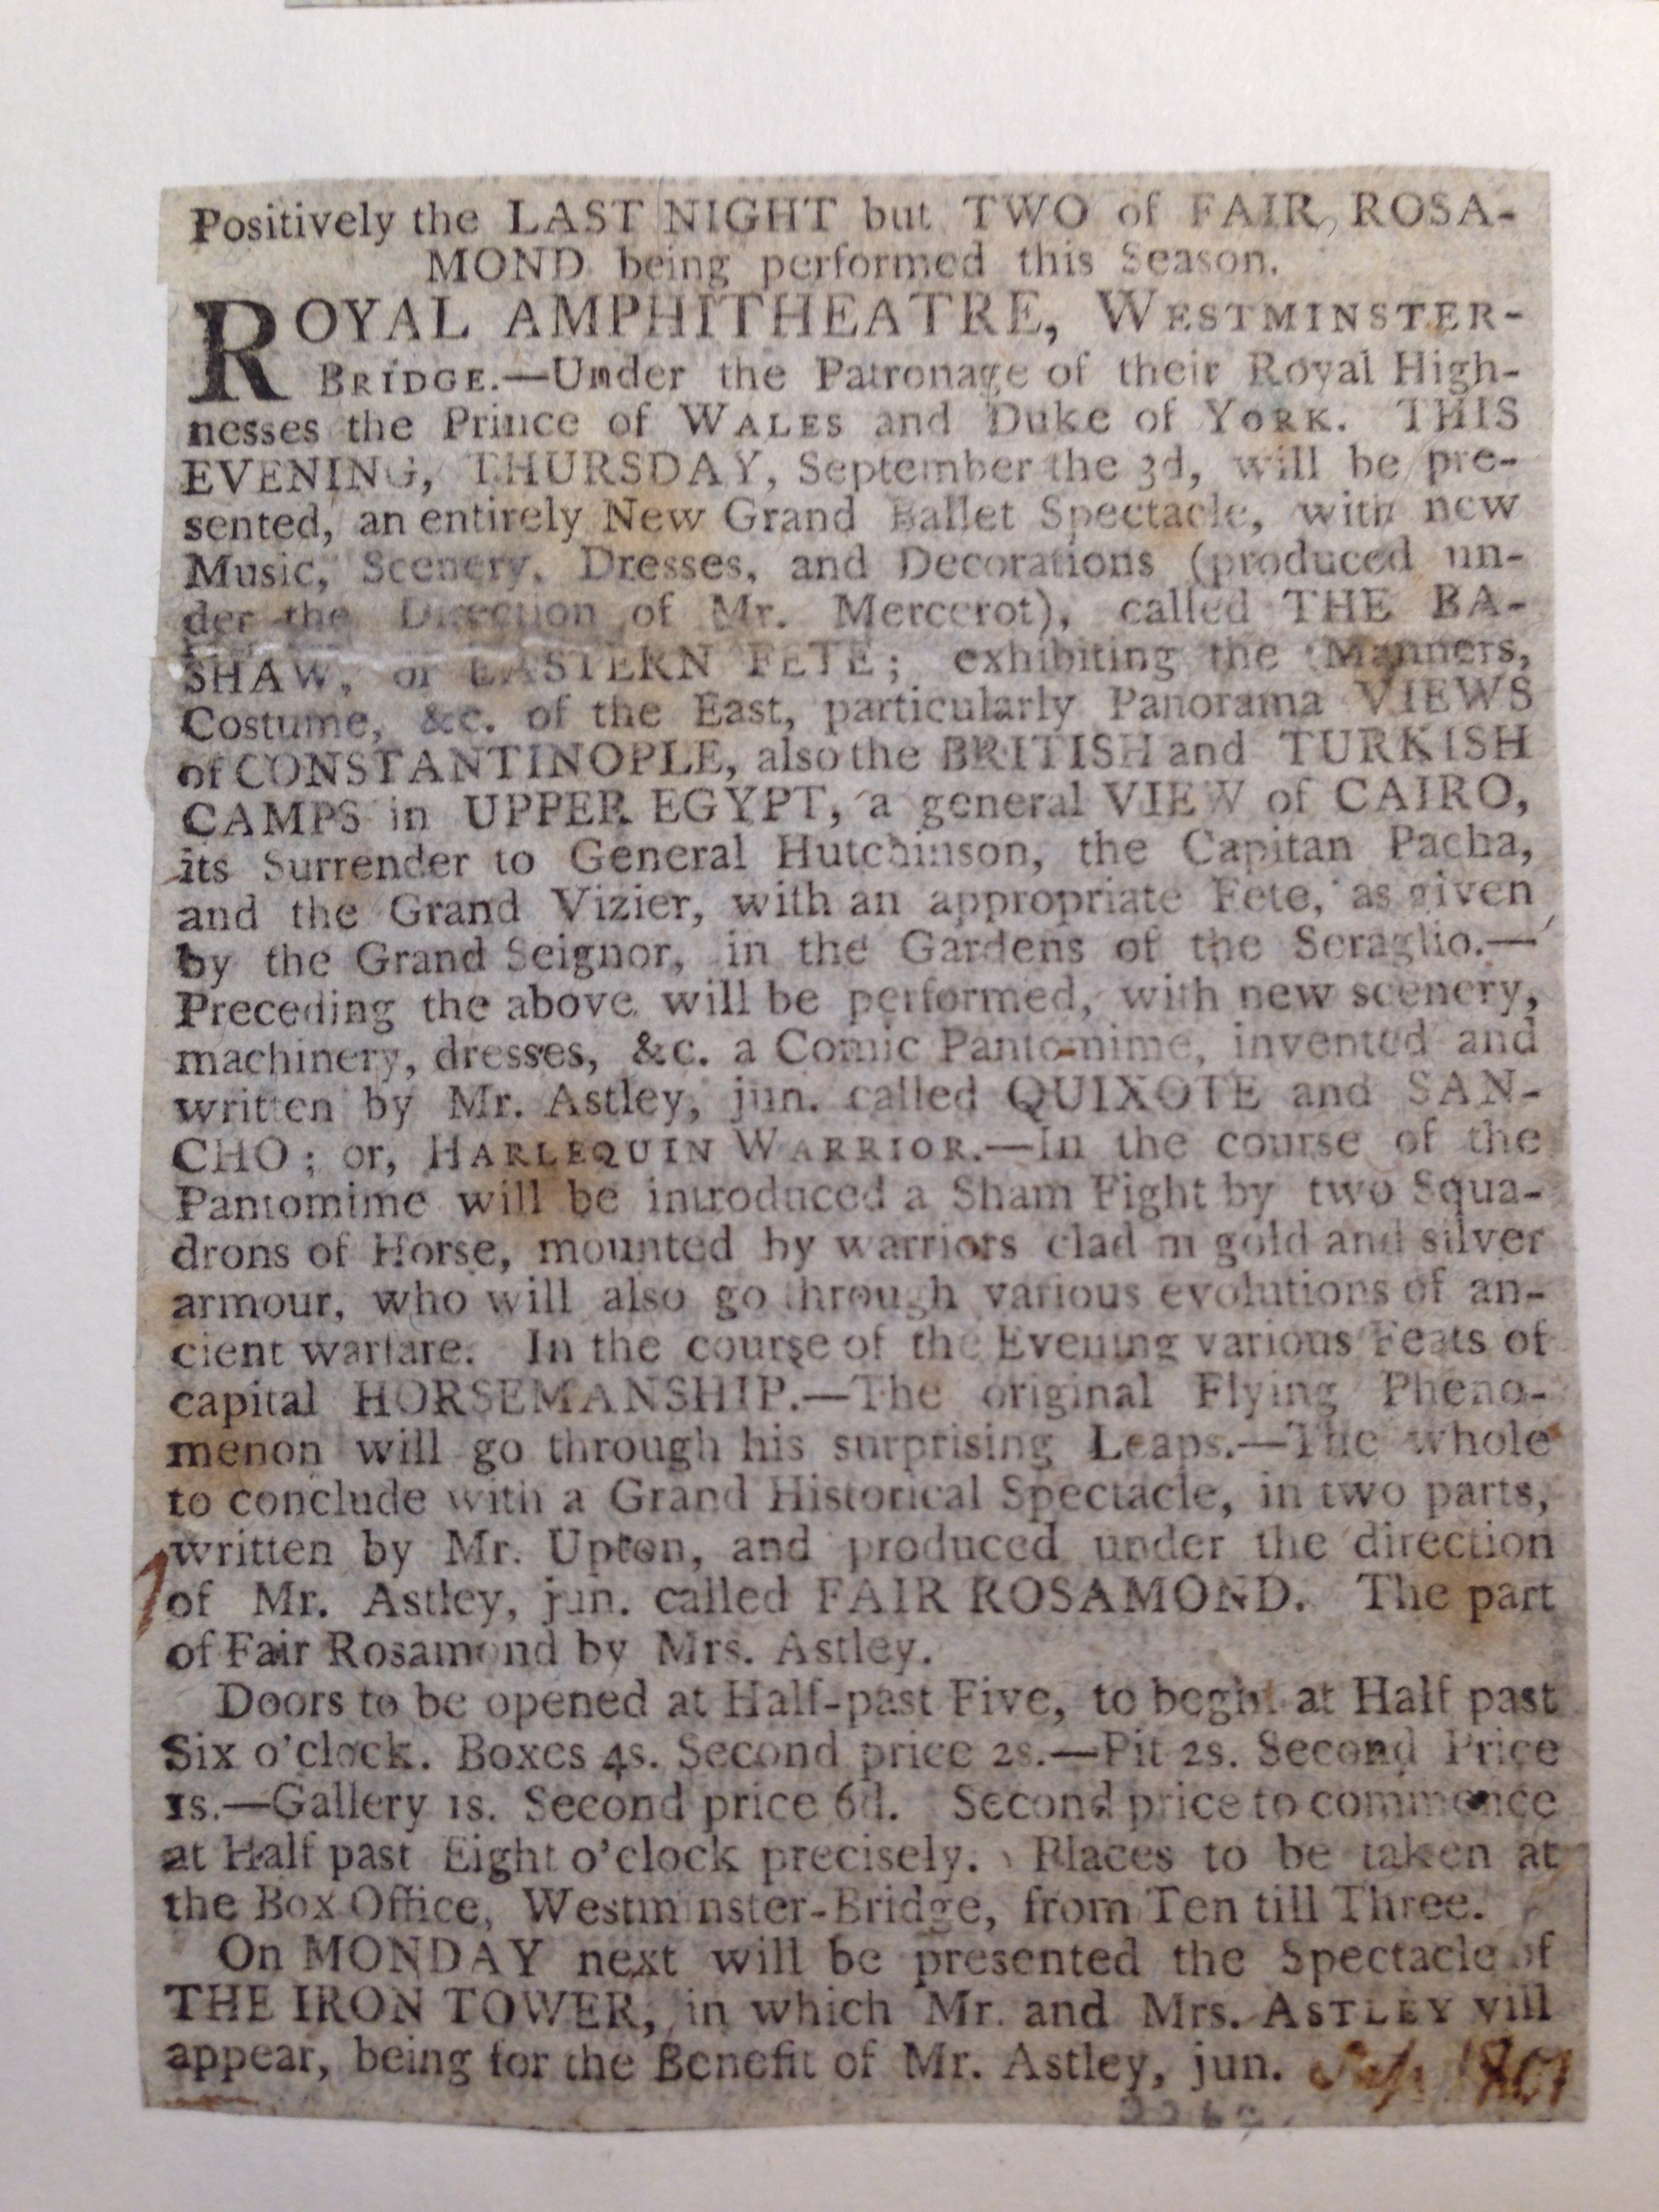 Positively the LAST NIGHT but TWO of FAIR ROSA-
MOND being performed this Season.
ROYAL AMPHITHEATRE, WESTMINSTER-
BRIDGE.—Under the Patronage of their Royal High-
nesses the Prince of WALES and Duke of YORK. THIS
EVENING, THURSDAY, September the 3d, will be pre-
sented, an entirely New Grand Ballet Spectacle, with new
Music, Scenery, Dresses, and Decorations (produced un-
der the Direction of Mr. Mercerot), called THE BA-
SHAW, or EASTERN FETE; exhibiting the Manners,
Costume, &c. of the East, particularly Panorama VIEWS
of CONSTANTINOPLE, also the BRITISH and TURKISH
CAMPS in UPPER EGYPT, a general VIEW of CAIRO,
its Surrender to General Hutchinson, the Capitan Pacha,
and the Grand Vizier, with an appropriate Fete, as given
by the Grand Seignor, in the Gardens of the Seraglio.—
Preceding the above will be performed, with new scenery,
machinery, dresses, &c. a Comic Pantomime, invented and
written by Mr. Astley, jun. called QUIXOTE and SAN-
CHO; or, HARLEQUIN WARRIOR.—In the course of the
Pantomime will be introduced a Sham Fight by two Squa-
drons of Horse, mounted by warriors clad in gold and silver
armour, who will also go through various evolutions of an-
cient warfare. In the course of the Evening various Feats of
capital HORSEMANSHIP.—The original Flying Pheno-
menon will go through his surprising Leaps.—The whole
to conclude with a Grand Historical Spectacle, in two parts,
written by Mr. Upton, and produced under the direction
of Mr. Astley, jun. called FAIR ROSAMOND. The part
of Fair Rosamond by Mrs. Astley.
Doors to be opened at Half-past Five, to begin at Half past
Six o'clock. Boxes 4s. Second price 2s.—Pit 2s. Second Price
1s.—Gallery 1s. Second price 6d. Second price to commence
at Half past Eight o'clock precisely. Places to be taken at
the Box Office, Westminster-Bridge, from Ten till Three.
On MONDAY next will be presented the Spectacle of
THE IRON TOWER, in which Mr. and Mrs. ASTLEY will
appear, being for the Benefit of Mr. Astley, jun. 1801